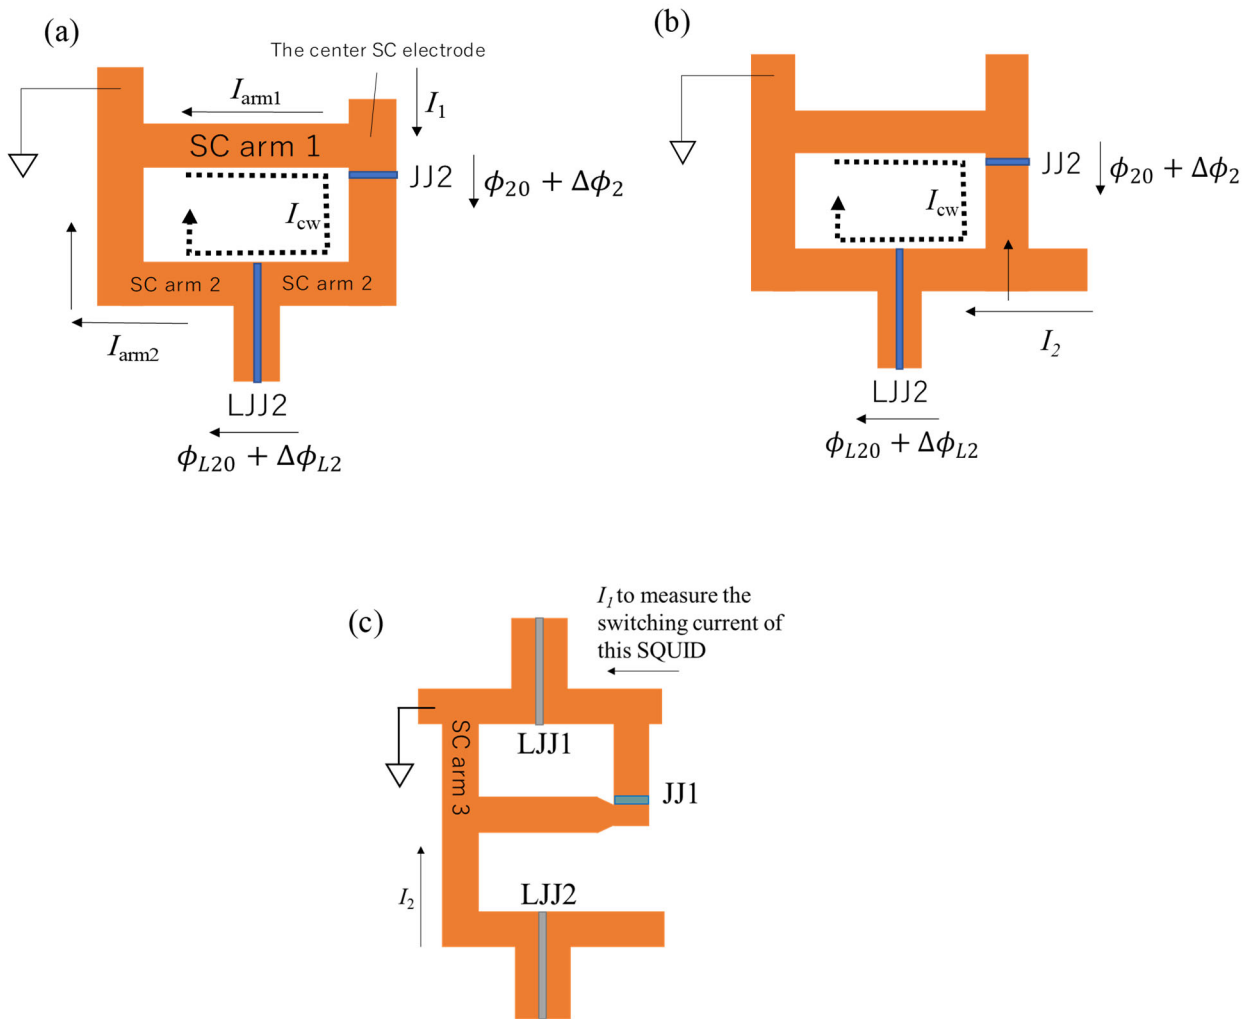 (a)
The center SC electrode
I_arm1
I_1
SC arm 1
JJ2
ϕ_20 + Δϕ_2
I_cw
SC arm 2
SC arm 2
I_arm2
LJJ2
ϕ_L20 + Δϕ_L2
(b)
JJ2
ϕ_20 + Δϕ_2
I_cw
I_2
LJJ2
ϕ_L20 + Δϕ_L2
(c)
I_1 to measure the
switching current of
this SQUID
SC arm 3
LJJ1
JJ1
LJJ2
I_2